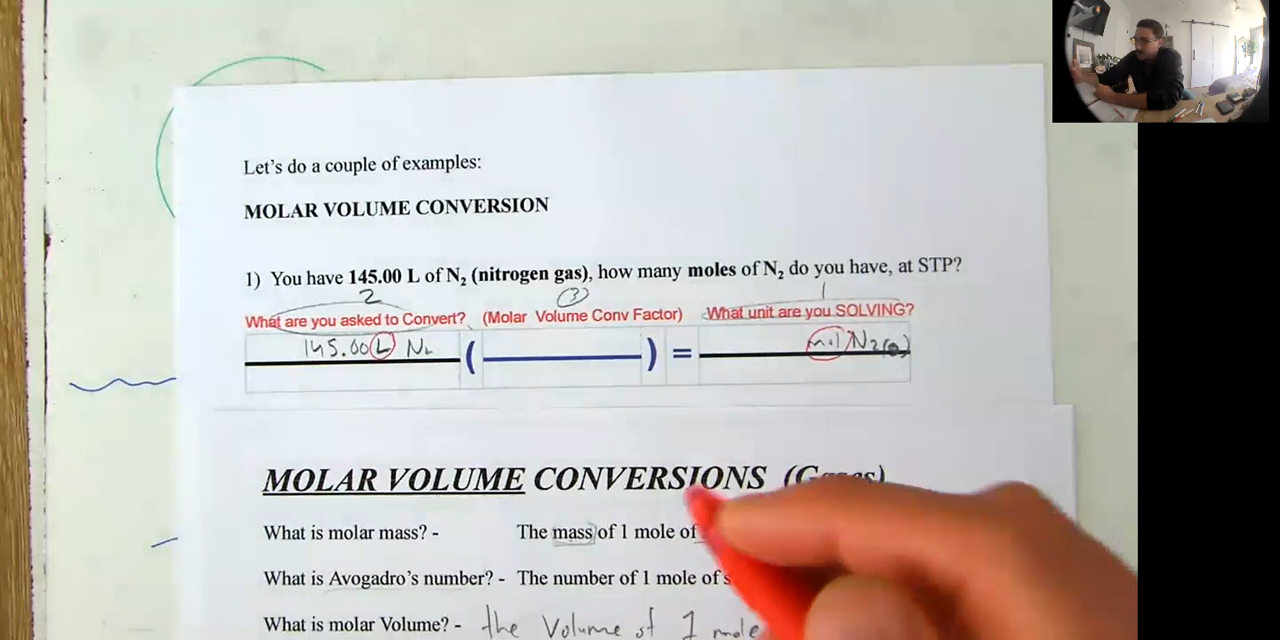 Let's do a couple of examples:
MOLAR VOLUME CONVERSION
1) You have 145.00 L of N₂ (nitrogen gas), how many moles of N₂ do you have, at STP?
2 3 1
What are you asked to Convert? (Molar Volume Conv Factor) What unit are you SOLVING?
145.00 L N₂ ( ) = mol N₂
MOLAR VOLUME CONVERSIONS
What is molar mass? - The mass of 1 mole of
What is Avogadro's number? - The number of 1 mole of
What is molar Volume? - the Volume of 1 mole